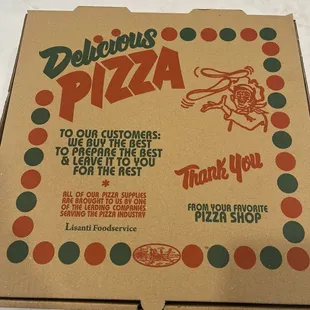 Delicious
PIZZA
TO OUR CUSTOMERS:
WE BUY THE BEST
TO PREPARE THE BEST
& LEAVE IT TO YOU
FOR THE REST
*
ALL OF OUR PIZZA SUPPLIES
ARE BROUGHT TO US BY ONE
OF THE LEADING COMPANIES
SERVING THE PIZZA INDUSTRY
Lisanti Foodservice
Thank You
FROM YOUR FAVORITE
PIZZA SHOP